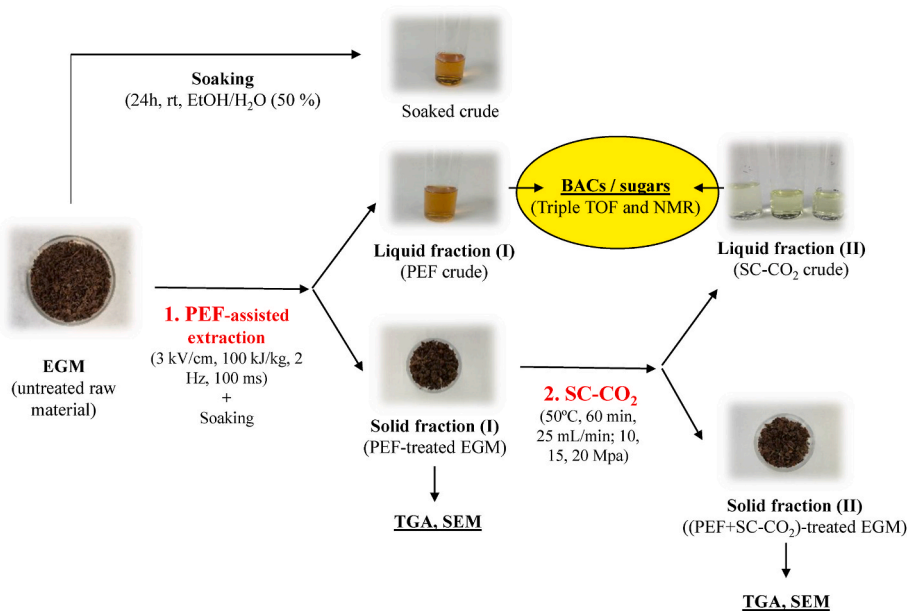 Soaking
(24h, rt, EtOH/H₂O (50 %)
Soaked crude
BACs / sugars
(Triple TOF and NMR)
Liquid fraction (I)
(PEF crude)
Liquid fraction (II)
(SC-CO₂ crude)
EGM
(untreated raw
material)
1. PEF-assisted
extraction
(3 kV/cm, 100 kJ/kg, 2
Hz, 100 ms)
+
Soaking
Solid fraction (I)
(PEF-treated EGM)
TGA, SEM
2. SC-CO₂
(50ºC, 60 min,
25 mL/min; 10,
15, 20 Mpa)
Solid fraction (II)
((PEF+SC-CO₂)-treated EGM)
TGA, SEM